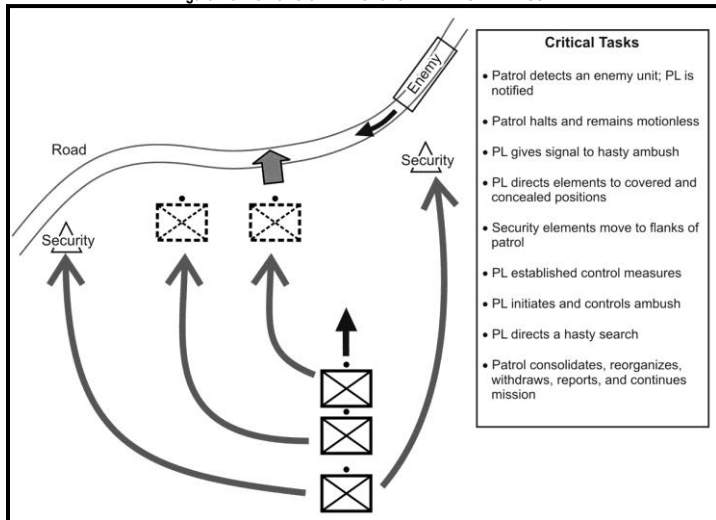 Critical Tasks
• Patrol detects an enemy unit; PL is
notified
• Patrol halts and remains motionless
• PL gives signal to hasty ambush
• PL directs elements to covered and
concealed positions
• Security elements move to flanks of
patrol
• PL established control measures
• PL initiates and controls ambush
• PL directs a hasty search
• Patrol consolidates, reorganizes,
withdraws, reports, and continues
mission
Enemy
Road
Security
Security